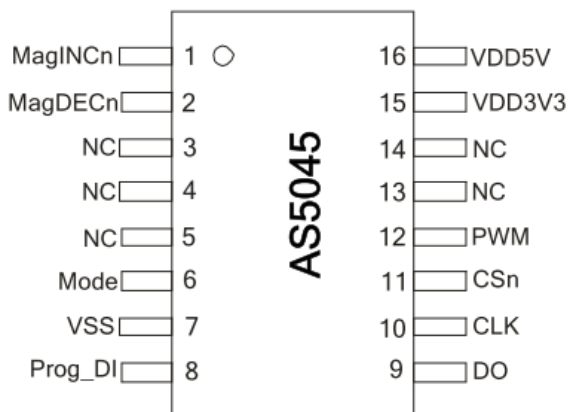 MagINCn 1 16 VDD5V
MagDECn 2 15 VDD3V3
NC 3 14 NC
NC 4 13 NC
NC 5 12 PWM
Mode 6 11 CSn
VSS 7 10 CLK
Prog_DI 8 9 DO
AS5045